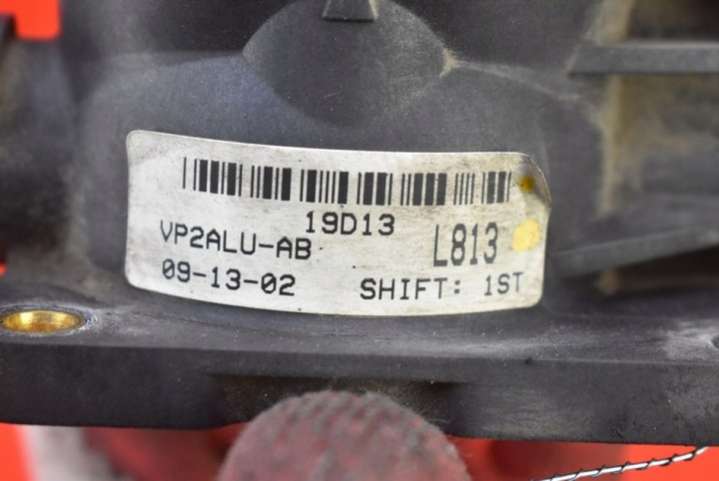 19D13
VP2ALU-AB L813
09-13-02 SHIFT: 1ST